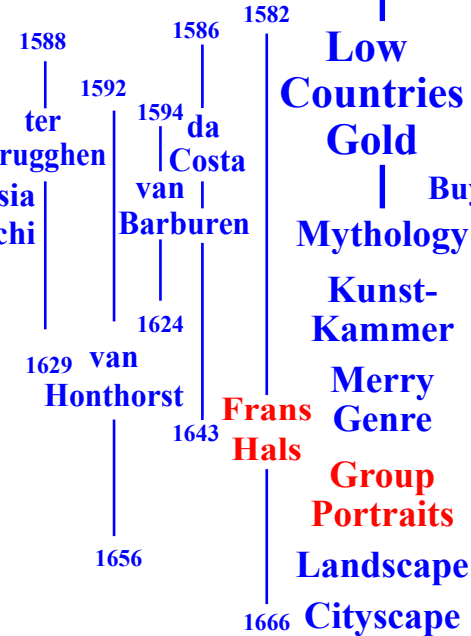 1588
ter
rugghen
sia
chi
1629
1592
van
Honthorst
1656
1594
van
Barburen
1624
1586
da
Costa
1643
1582
Frans
Hals
1666
Low
Countries
Gold
Buy
Mythology
Kunst-
Kammer
Merry
Genre
Group
Portraits
Landscape
Cityscape